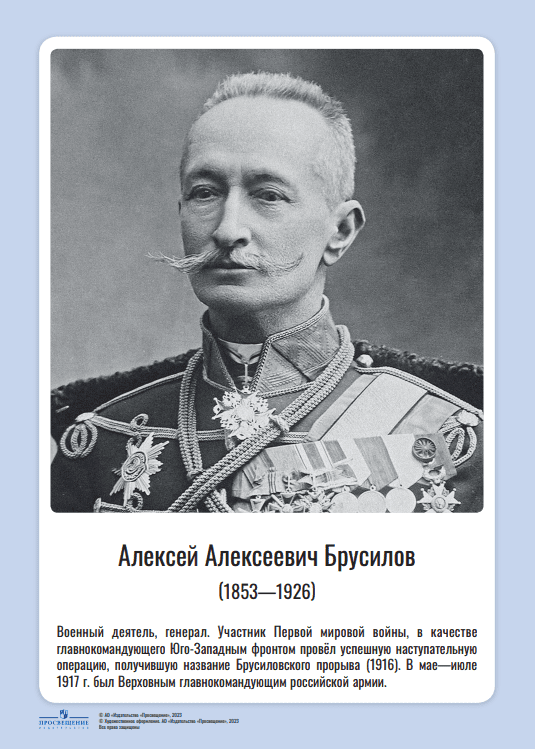 Алексей Алексеевич Брусилов
(1853—1926)
Военный деятель, генерал. Участник Первой мировой войны, в качестве
главнокомандующего Юго-Западным фронтом провёл успешную наступательную
операцию, получившую название Брусиловского прорыва (1916). В мае—июле
1917 г. был Верховным главнокомандующим российской армии.
ПРОСВЕЩЕНИЕ
ИЗДАТЕЛЬСТВО
© АО «Издательство «Просвещение», 2023
© Художественное оформление. АО «Издательство «Просвещение», 2023
Все права защищены